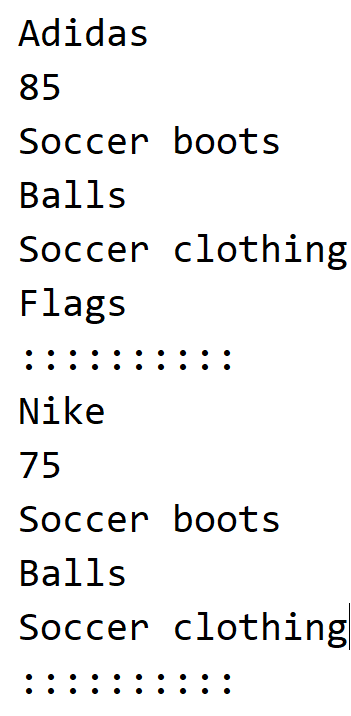 Adidas
85
Soccer boots
Balls
Soccer clothing
Flags
::::::::::
Nike
75
Soccer boots
Balls
Soccer clothing
::::::::::